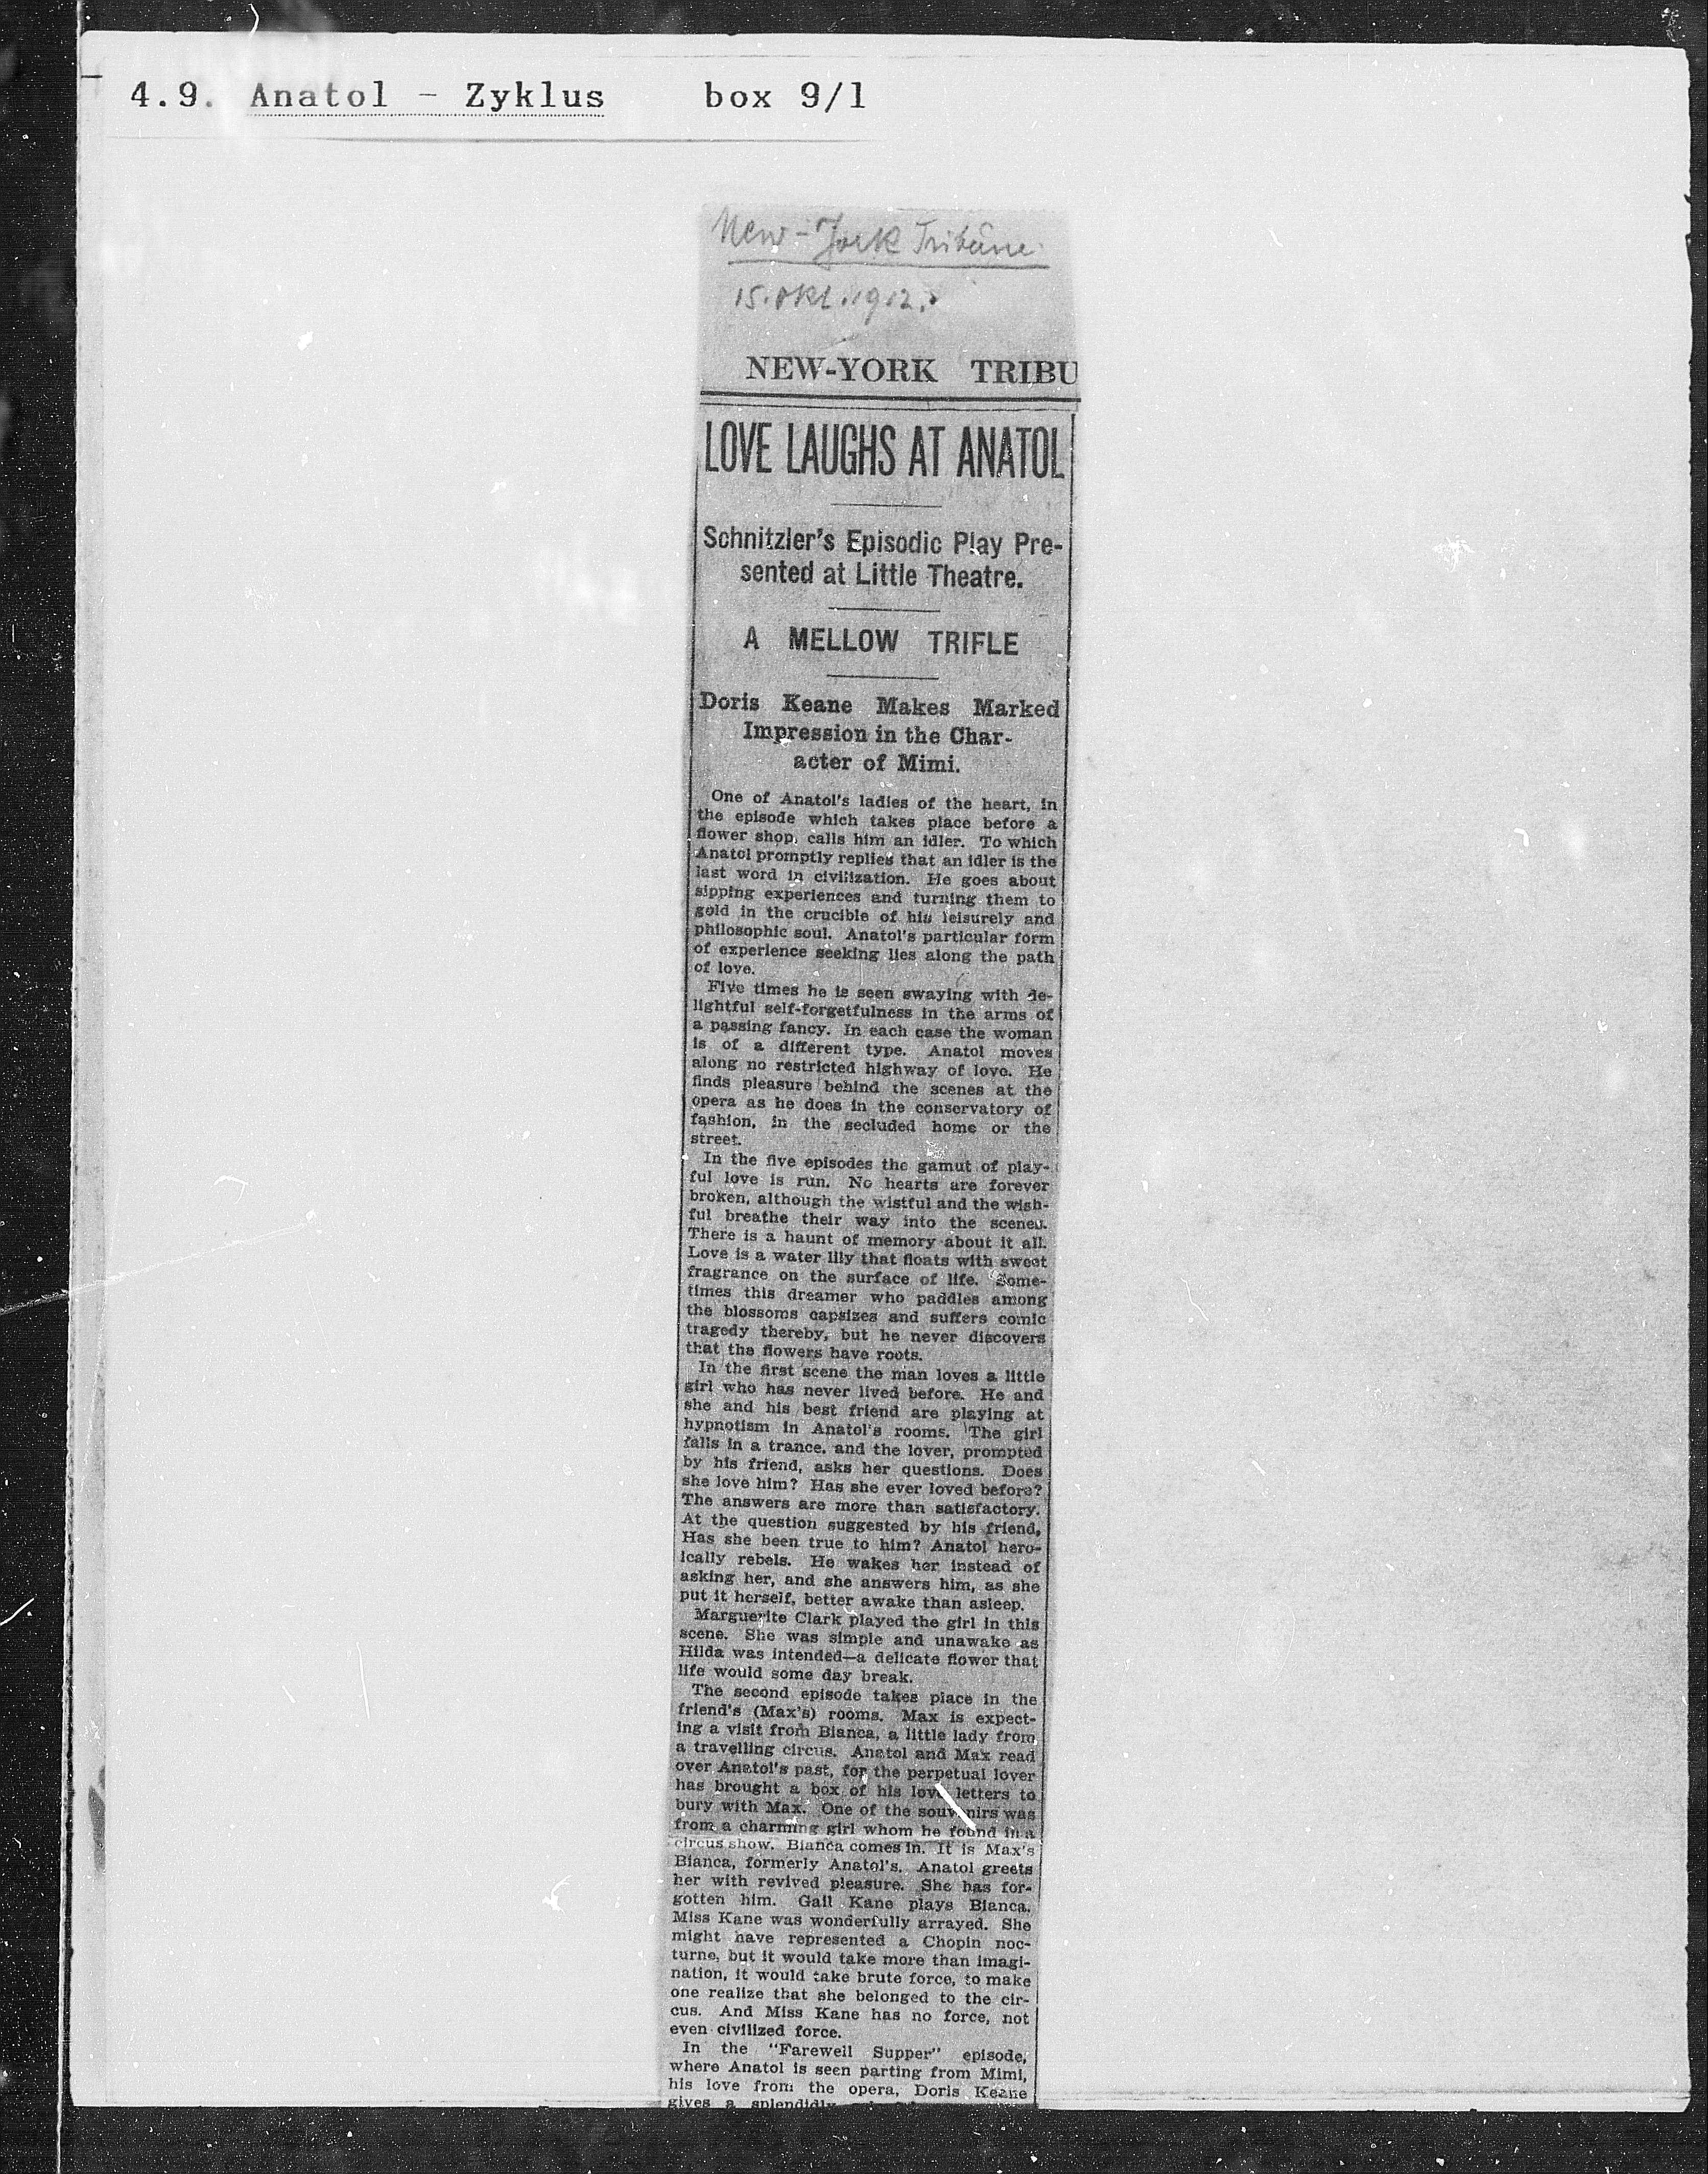 4.9. Anatol - Zyklus box 9/1
New-York Tribüne
15. Okt. 1912.
NEW-YORK TRIBU
LOVE LAUGHS AT ANATOL
Schnitzler's Episodic Play Pre-
sented at Little Theatre.
A MELLOW TRIFLE
Doris Keane Makes Marked
Impression in the Char-
acter of Mimi.
One of Anatol's ladies of the heart, in
the episode which takes place before a
flower shop, calls him an idler. To which
Anatol promptly replies that an idler is the
last word in civilization. He goes about
sipping experiences and turning them to
gold in the crucible of his leisurely and
philosophic soul. Anatol's particular form
of experience seeking lies along the path
of love.
Five times he is seen swaying with de-
lightful self-forgetfulness in the arms of
a passing fancy. In each case the woman
is of a different type. Anatol moves
along no restricted highway of love. He
finds pleasure behind the scenes at the
opera as he does in the conservatory of
fashion, in the secluded home or the
street.
In the five episodes the gamut of play-
ful love is run. No hearts are forever
broken, although the wistful and the wish-
ful breathe their way into the scenes.
There is a haunt of memory about it all.
Love is a water lily that floats with sweet
fragrance on the surface of life. Some-
times this dreamer who paddles among
the blossoms capsizes and suffers comic
tragedy thereby, but he never discovers
that the flowers have roots.
In the first scene the man loves a little
girl who has never lived before. He and
she and his best friend are playing at
hypnotism in Anatol's rooms. The girl
falls in a trance, and the lover, prompted
by his friend, asks her questions. Does
she love him? Has she ever loved before?
The answers are more than satisfactory.
At the question suggested by his friend,
Has she been true to him? Anatol hero-
ically rebels. He wakes her instead of
asking her, and she answers him, as she
put it herself, better awake than asleep.
Marguerite Clark played the girl in this
scene. She was simple and unawake as
Hilda was intended—a delicate flower that
life would some day break.
The second episode takes place in the
friend's (Max's) rooms. Max is expect-
ing a visit from Bianca, a little lady from
a travelling circus. Anatol and Max read
over Anatol's past, for the perpetual lover
has brought a box of his love letters to
bury with Max. One of the souvenirs was
from a charming girl whom he found in a
circus show. Bianca comes in. It is Max's
Bianca, formerly Anatol's. Anatol greets
her with revived pleasure. She has for-
gotten him. Gail Kane plays Bianca.
Miss Kane was wonderfully arrayed. She
might have represented a Chopin noc-
turne, but it would take more than imagi-
nation, it would take brute force, to make
one realize that she belonged to the cir-
cus. And Miss Kane has no force, not
even civilized force.
In the "Farewell Supper" episode,
where Anatol is seen parting from Mimi,
his love from the opera, Doris Keane
gives a splendidly